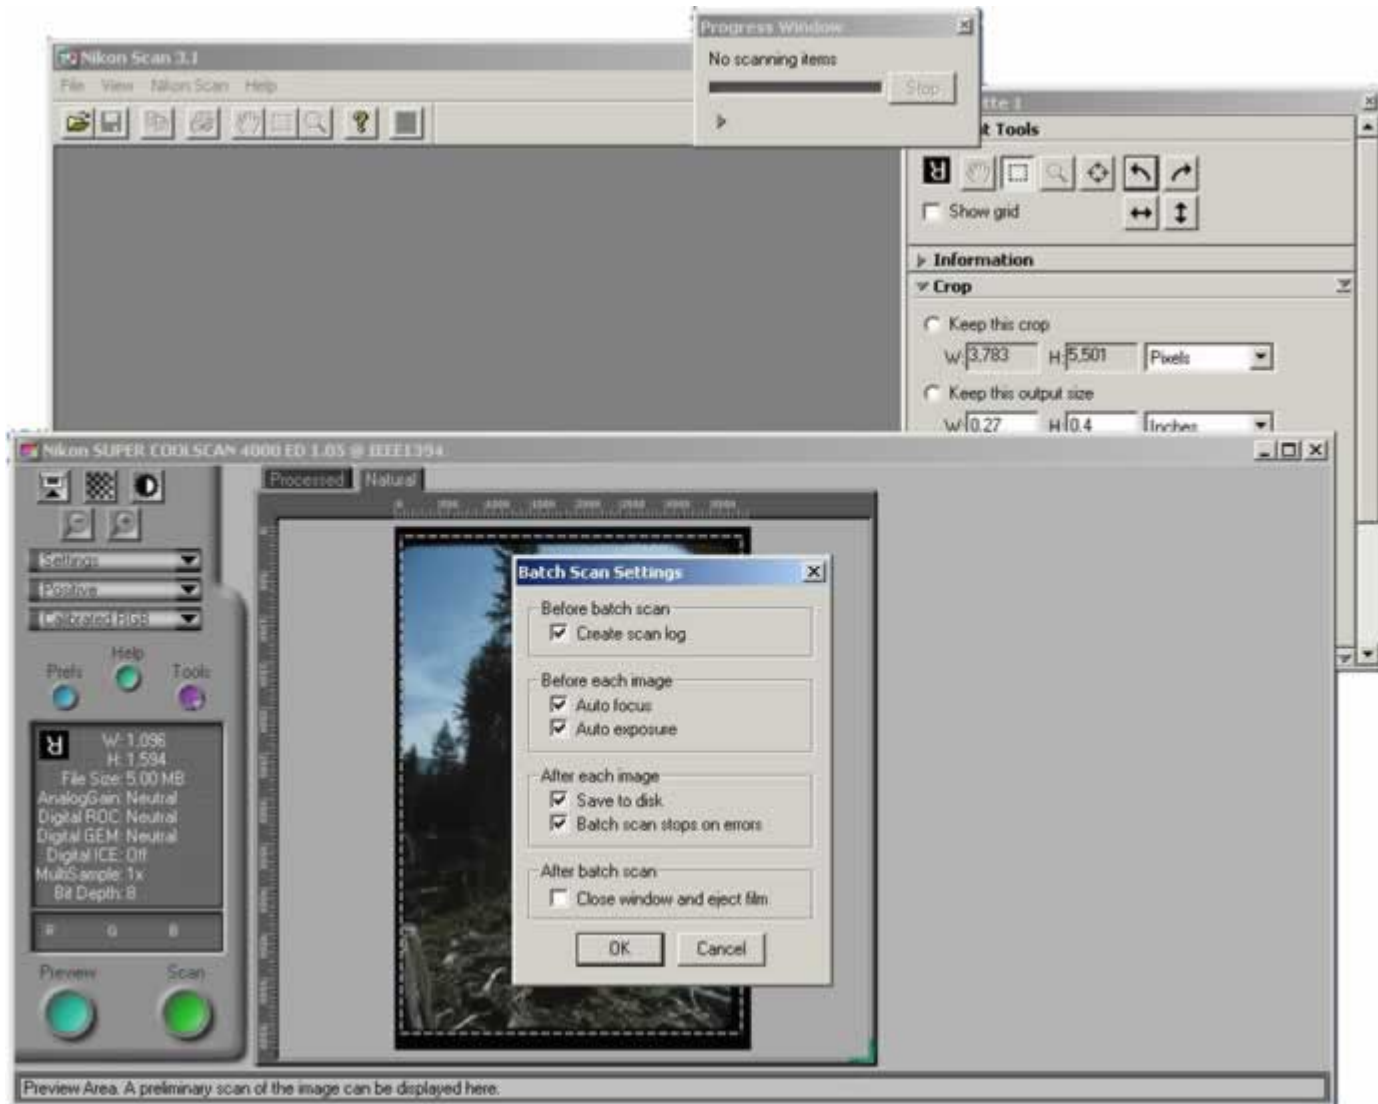 Progress Window
No scanning items
Stop
Nikon Scan 3.1
File View Nikon Scan Help
tte 1
t Tools
Show grid
Information
Crop
Keep this crop
W: 3,783 H: 5,501 Pixels
Keep this output size
W: 0.27 H: 0.4 Inches
Nikon SUPER COOLSCAN 4000 ED 1.05 @ IEEE1394
Processed Natural
Settings
Positive
Calibrated RGB
Help
Prefs Tools
R
W: 1.096
H: 1.594
File Size: 5.00 MB
AnalogGain: Neutral
Digital ROC: Neutral
Digital GEM: Neutral
Digital ICE: Off
MultiSample: 1x
Bit Depth: 8
R G B
Preview Scan
Batch Scan Settings
Before batch scan
Create scan log
Before each image
Auto focus
Auto exposure
After each image
Save to disk
Batch scan stops on errors
After batch scan
Close window and eject film
OK Cancel
Preview Area. A preliminary scan of the image can be displayed here.